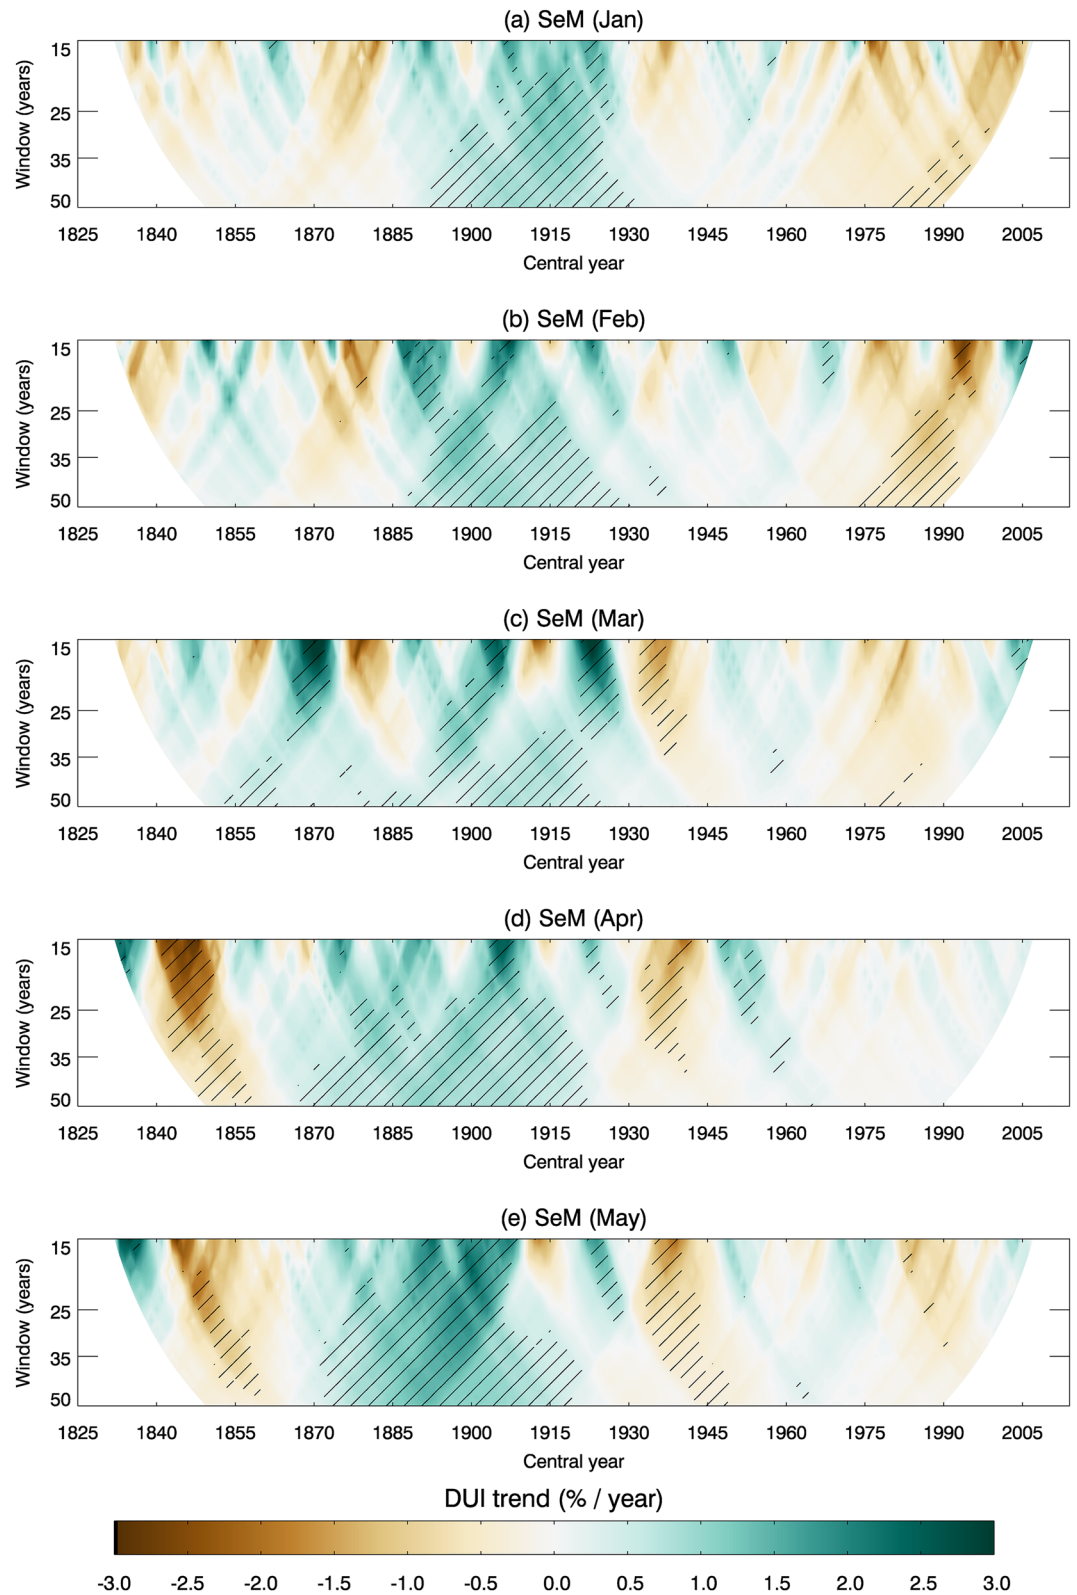 (a) SeM (Jan)
Window (years)
15
25
35
50
1825 1840 1855 1870 1885 1900 1915 1930 1945 1960 1975 1990 2005
Central year
(b) SeM (Feb)
Window (years)
15
25
35
50
1825 1840 1855 1870 1885 1900 1915 1930 1945 1960 1975 1990 2005
Central year
(c) SeM (Mar)
Window (years)
15
25
35
50
1825 1840 1855 1870 1885 1900 1915 1930 1945 1960 1975 1990 2005
Central year
(d) SeM (Apr)
Window (years)
15
25
35
50
1825 1840 1855 1870 1885 1900 1915 1930 1945 1960 1975 1990 2005
Central year
(e) SeM (May)
Window (years)
15
25
35
50
1825 1840 1855 1870 1885 1900 1915 1930 1945 1960 1975 1990 2005
Central year
DUI trend (% / year)
-3.0 -2.5 -2.0 -1.5 -1.0 -0.5 0.0 0.5 1.0 1.5 2.0 2.5 3.0